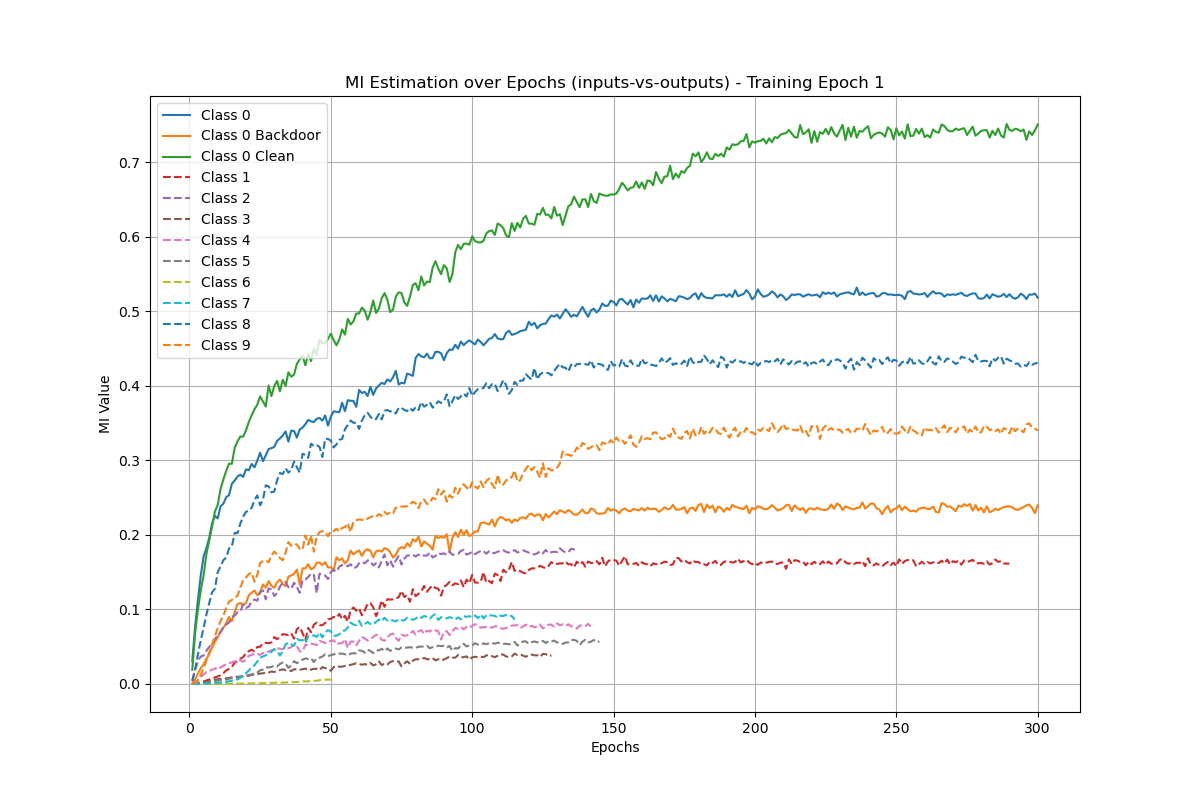 MI Estimation over Epochs (inputs-vs-outputs) - Training Epoch 1
Class 0
Class 0 Backdoor
Class 0 Clean
Class 1
Class 2
Class 3
Class 4
Class 5
Class 6
Class 7
Class 8
Class 9
MI Value
0.7
0.6
0.5
0.4
0.3
0.2
0.1
0.0
0
50
100
150
200
250
300
Epochs